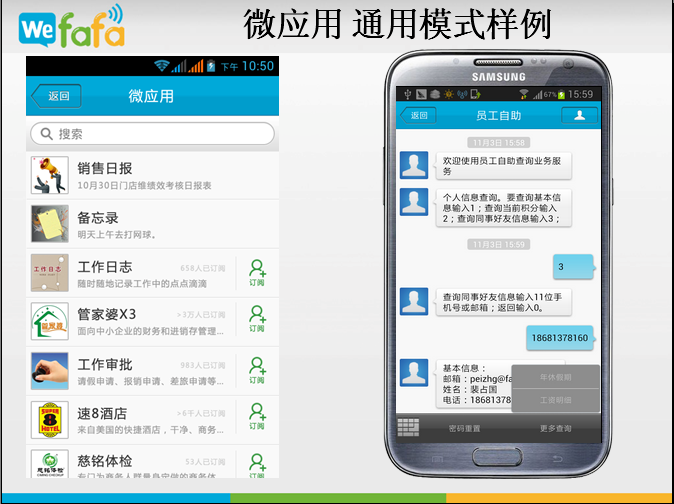 Wefafa
微应用 通用模式样例
下午 10:50
返回
微应用
搜索
销售日报
10月30日门店维绩效考核日报表
备忘录
明天上午去打网球。
工作日志
658人已订阅
随时随地记录工作中的点点滴滴
订阅
管家婆X3
>3万人已订阅
面向中小企业的财务和进销存管理...
订阅
工作审批
983人已订阅
请假申请、报销申请、差旅申请等...
订阅
速8酒店
>6千人已订阅
来自美国的快捷酒店，干净、商务...
订阅
慈铭体检
53人已订阅
订阅
SAMSUNG
67% 15:59
返回
员工自助
11月3日 15:58
欢迎使用员工自助查询业务服
务
个人信息查询。要查询基本信
息输入1；查询当前积分输入
2；查询同事好友信息输入3；
11月3日 15:59
3
查询同事好友信息输入11位手
机号或邮箱；返回输入0。
18681378160
基本信息：
邮箱：peizhg@fa
姓名：裴占国
电话：18681378
年休假期
工资明细
密码重置
更多查询